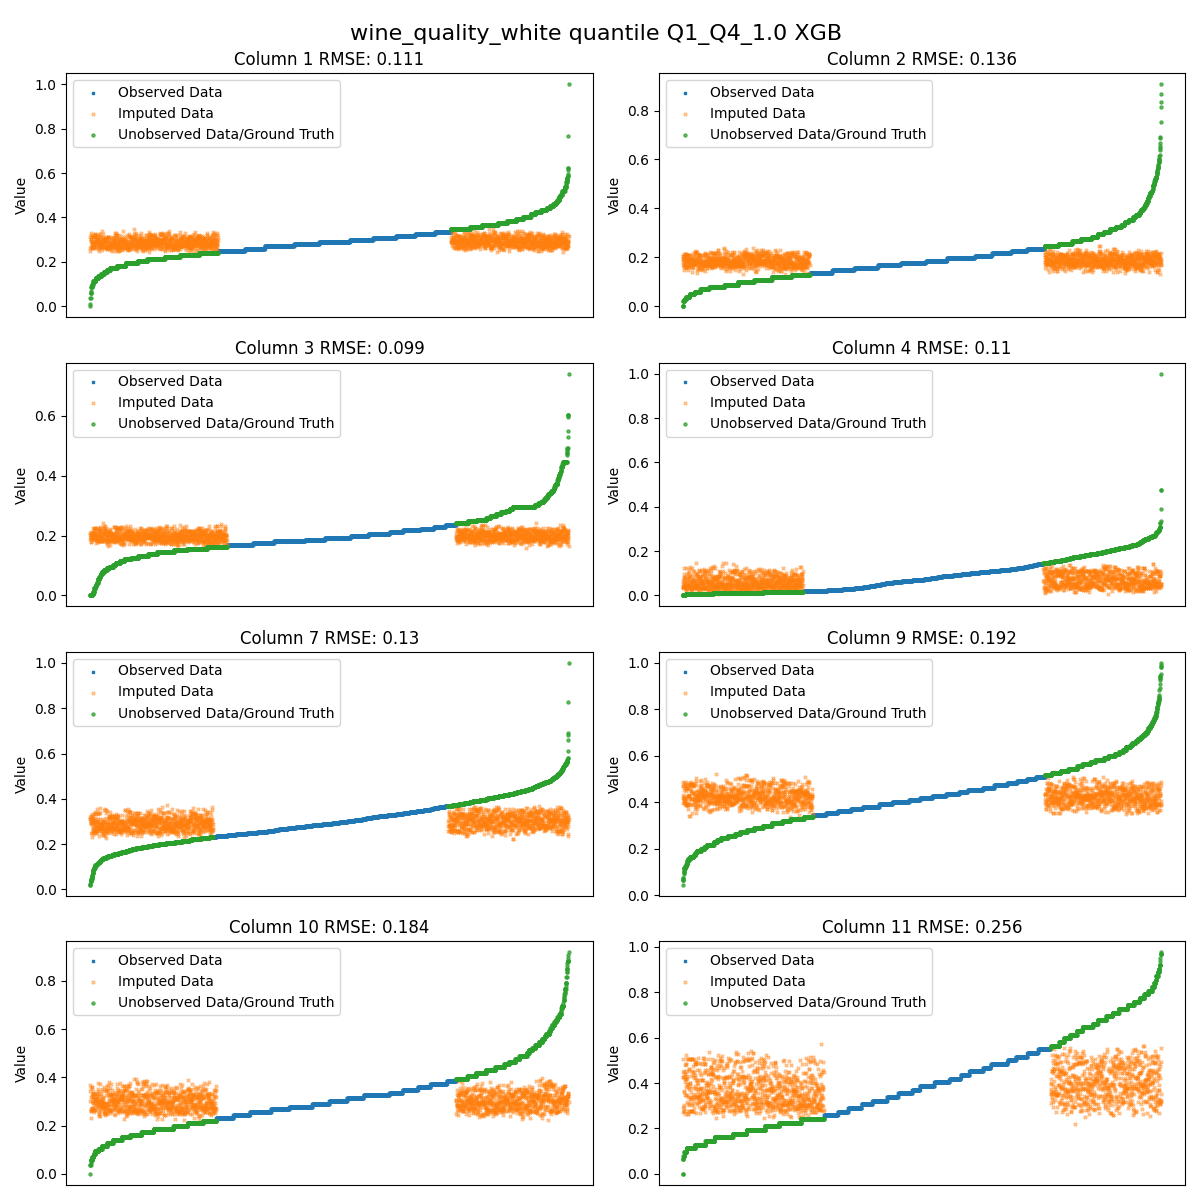 wine_quality_white quantile Q1_Q4_1.0 XGB
Column 1 RMSE: 0.111
Value
1.0
0.8
0.6
0.4
0.2
0.0
Observed Data
Imputed Data
Unobserved Data/Ground Truth
Column 2 RMSE: 0.136
Value
0.8
0.6
0.4
0.2
0.0
Observed Data
Imputed Data
Unobserved Data/Ground Truth
Column 3 RMSE: 0.099
Value
0.6
0.4
0.2
0.0
Observed Data
Imputed Data
Unobserved Data/Ground Truth
Column 4 RMSE: 0.11
Value
1.0
0.8
0.6
0.4
0.2
0.0
Observed Data
Imputed Data
Unobserved Data/Ground Truth
Column 7 RMSE: 0.13
Value
1.0
0.8
0.6
0.4
0.2
0.0
Observed Data
Imputed Data
Unobserved Data/Ground Truth
Column 9 RMSE: 0.192
Value
1.0
0.8
0.6
0.4
0.2
0.0
Observed Data
Imputed Data
Unobserved Data/Ground Truth
Column 10 RMSE: 0.184
Value
0.8
0.6
0.4
0.2
0.0
Observed Data
Imputed Data
Unobserved Data/Ground Truth
Column 11 RMSE: 0.256
Value
1.0
0.8
0.6
0.4
0.2
0.0
Observed Data
Imputed Data
Unobserved Data/Ground Truth